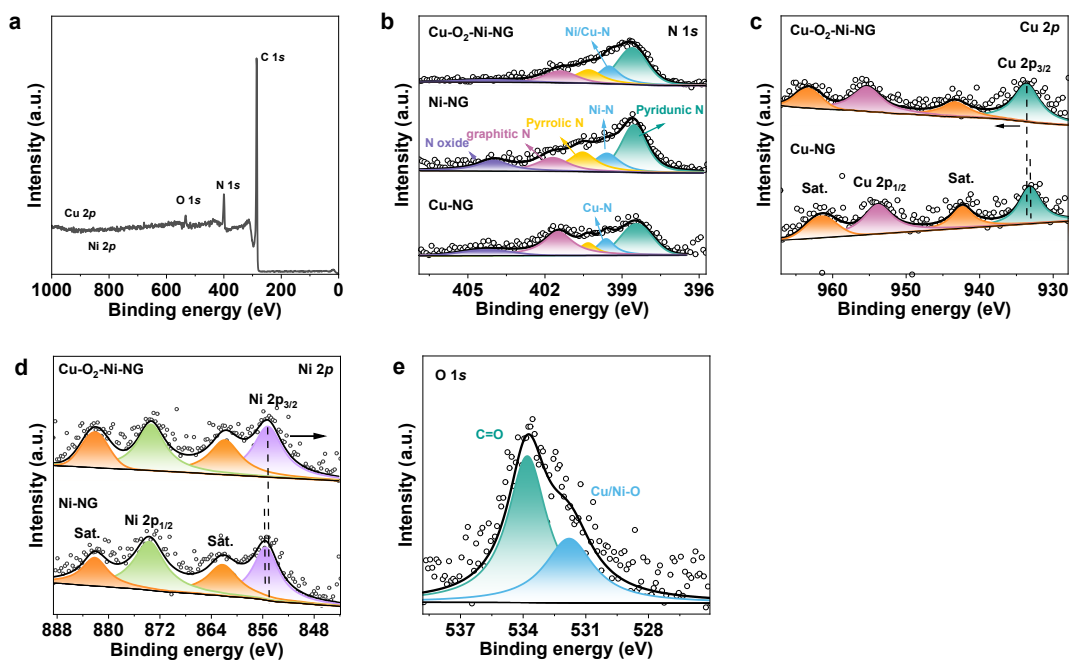 a
Intensity (a.u.)
C 1s
N 1s
O 1s
Cu 2p
Ni 2p
1000 800 600 400 200 0
Binding energy (eV)
b
Cu-O2-Ni-NG
N 1s
Ni/Cu-N
Ni-NG
Ni-N
Pyridunic N
Pyrrolic N
graphitic N
N oxide
Cu-NG
Cu-N
Intensity (a.u.)
405 402 399 396
Binding energy (eV)
c
Cu 2p
Cu-O2-Ni-NG
Cu 2p3/2
Cu-NG
Sat.
Cu 2p1/2
Sat.
Intensity (a.u.)
960 950 940 930
Binding energy (eV)
d
Cu-O2-Ni-NG
Ni 2p
Ni 2p3/2
Ni-NG
Sat.
Ni 2p1/2
Sat.
Intensity (a.u.)
888 880 872 864 856 848
Binding energy (eV)
e
O 1s
C=O
Cu/Ni-O
Intensity (a.u.)
537 534 531 528
Binding energy (eV)